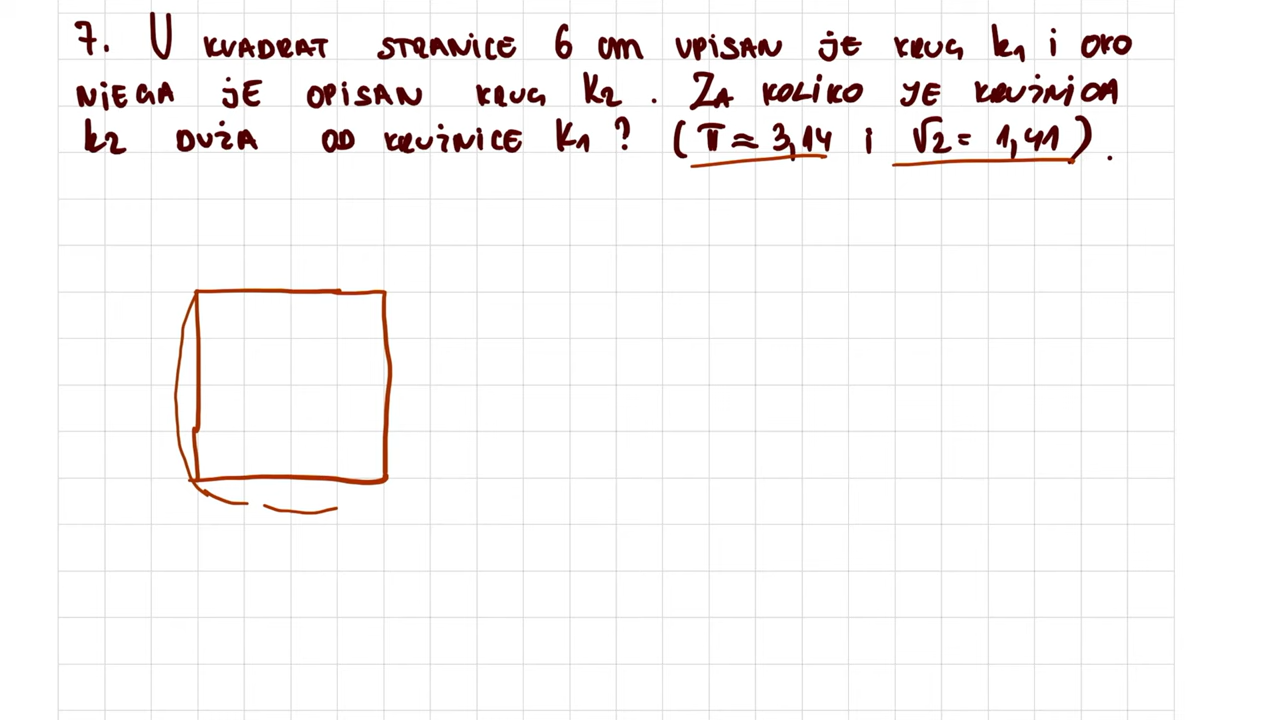 7. U KVADRAT STRANICE 6 cm UPISAN JE KRUG k1 i OKO
NJEGA JE OPISAN KRUG k2. ZA KOLIKO JE KRUŽNICA
k2 DUŽA OD KRUŽNICE k1? (π ≈ 3,14 i √2 = 1,41).